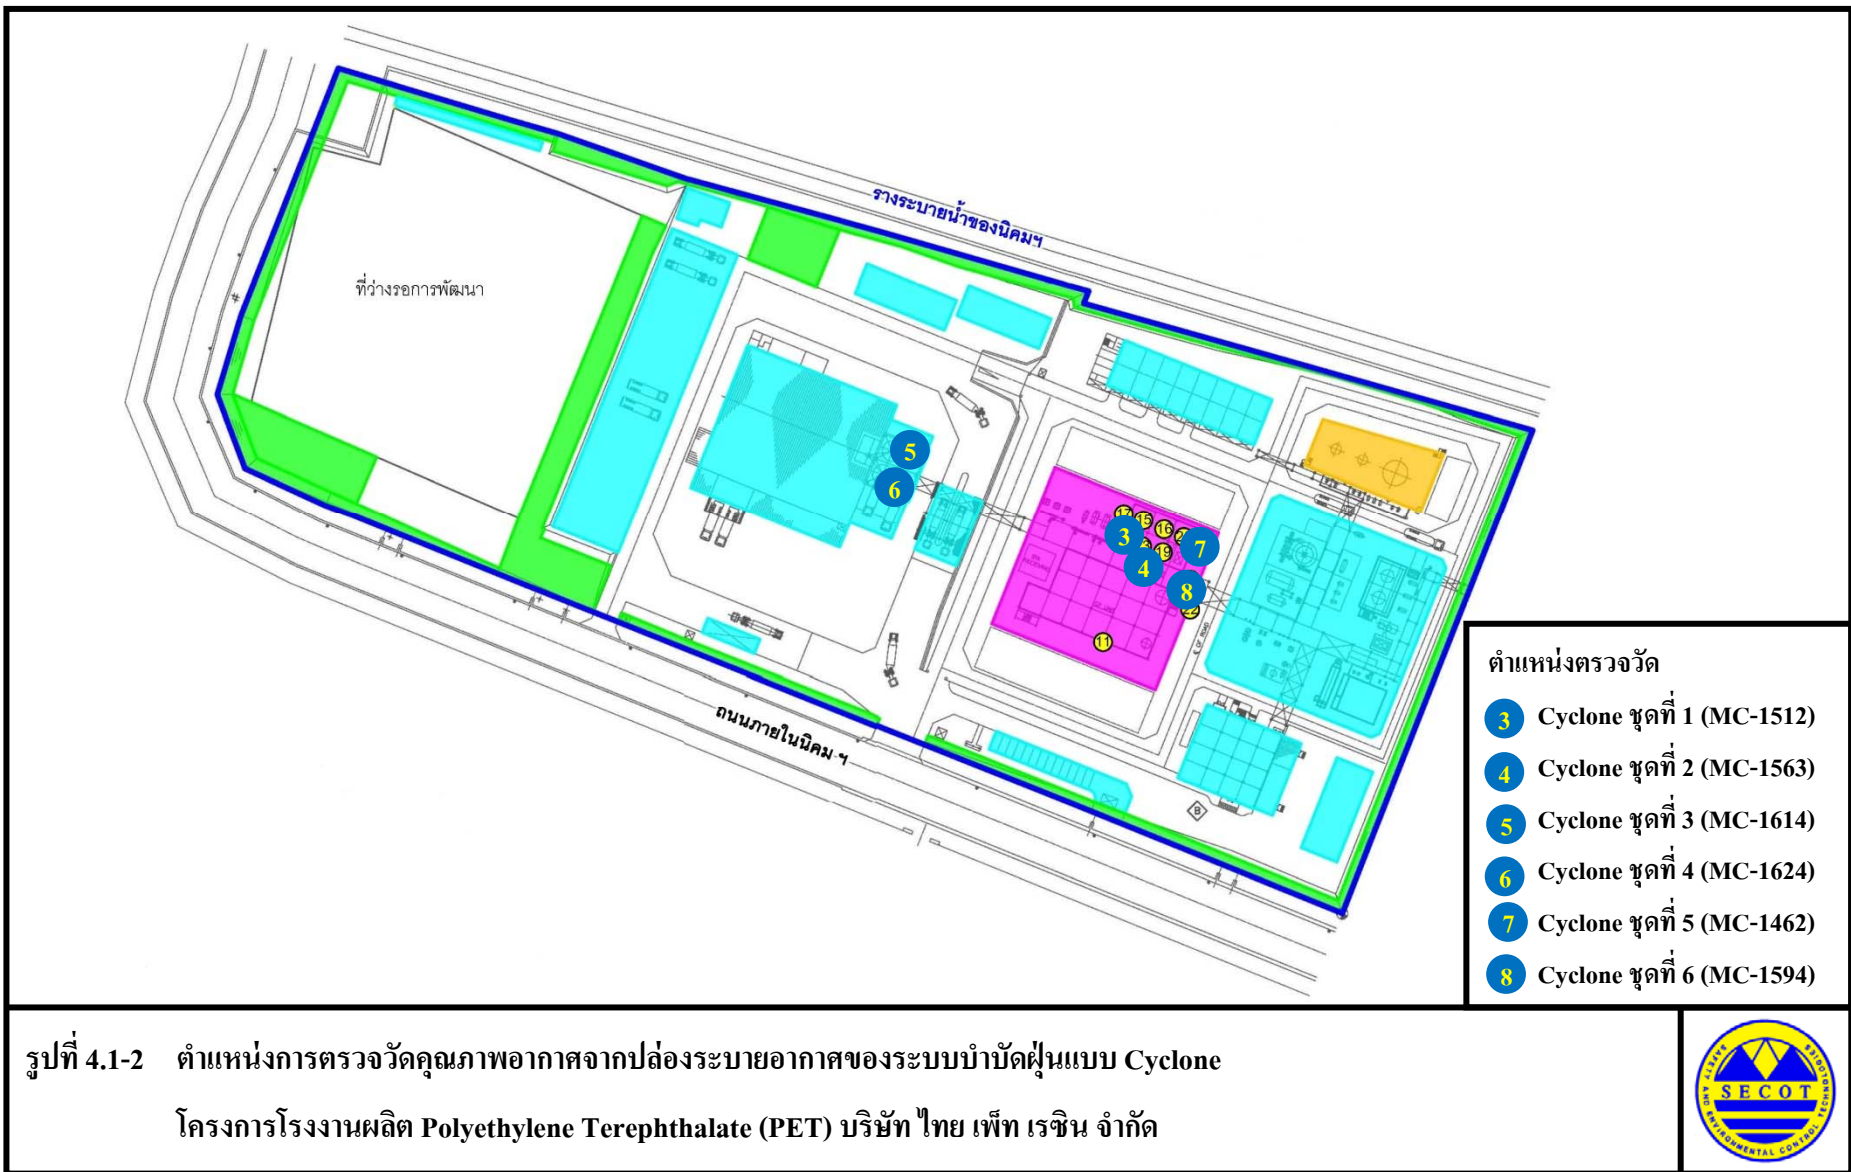 รางระบายน้ำของนิคมฯ
ที่ว่างรอการพัฒนา
5
6
17
15
16
3
19
7
4
8
22
11
B
ถนนภายในนิคม ฯ
ตำแหน่งตรวจวัด
3 Cyclone ชุดที่ 1 (MC-1512)
4 Cyclone ชุดที่ 2 (MC-1563)
5 Cyclone ชุดที่ 3 (MC-1614)
6 Cyclone ชุดที่ 4 (MC-1624)
7 Cyclone ชุดที่ 5 (MC-1462)
8 Cyclone ชุดที่ 6 (MC-1594)
รูปที่ 4.1-2 ตำแหน่งการตรวจวัดคุณภาพอากาศจากปล่องระบายอากาศของระบบบำบัดฝุ่นแบบ Cyclone
โครงการโรงงานผลิต Polyethylene Terephthalate (PET) บริษัท ไทย เพ็ท เรซิน จำกัด
SECOT
SAFETY AND ENVIRONMENTAL CONTROL TECHNOLOGIES